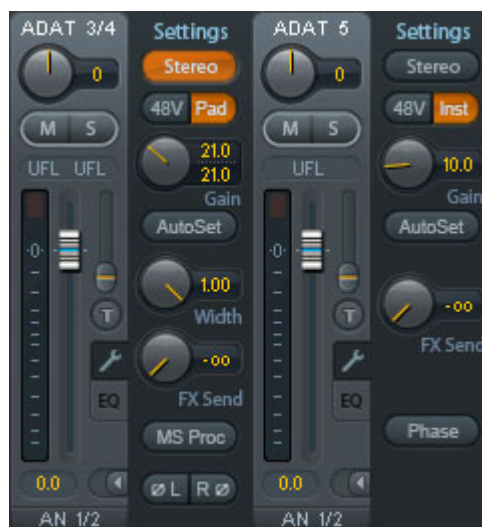 ADAT 3/4
0
M S
UFL UFL
-0-
T
EQ
0.0
AN 1/2
Settings
Stereo
48V Pad
21.0
21.0
Gain
AutoSet
1.00
Width
-oo
FX Send
MS Proc
ø L R ø
ADAT 5
0
M S
UFL
-0-
T
EQ
0.0
AN 1/2
Settings
Stereo
48V Inst
10.0
Gain
AutoSet
-oo
FX Send
Phase